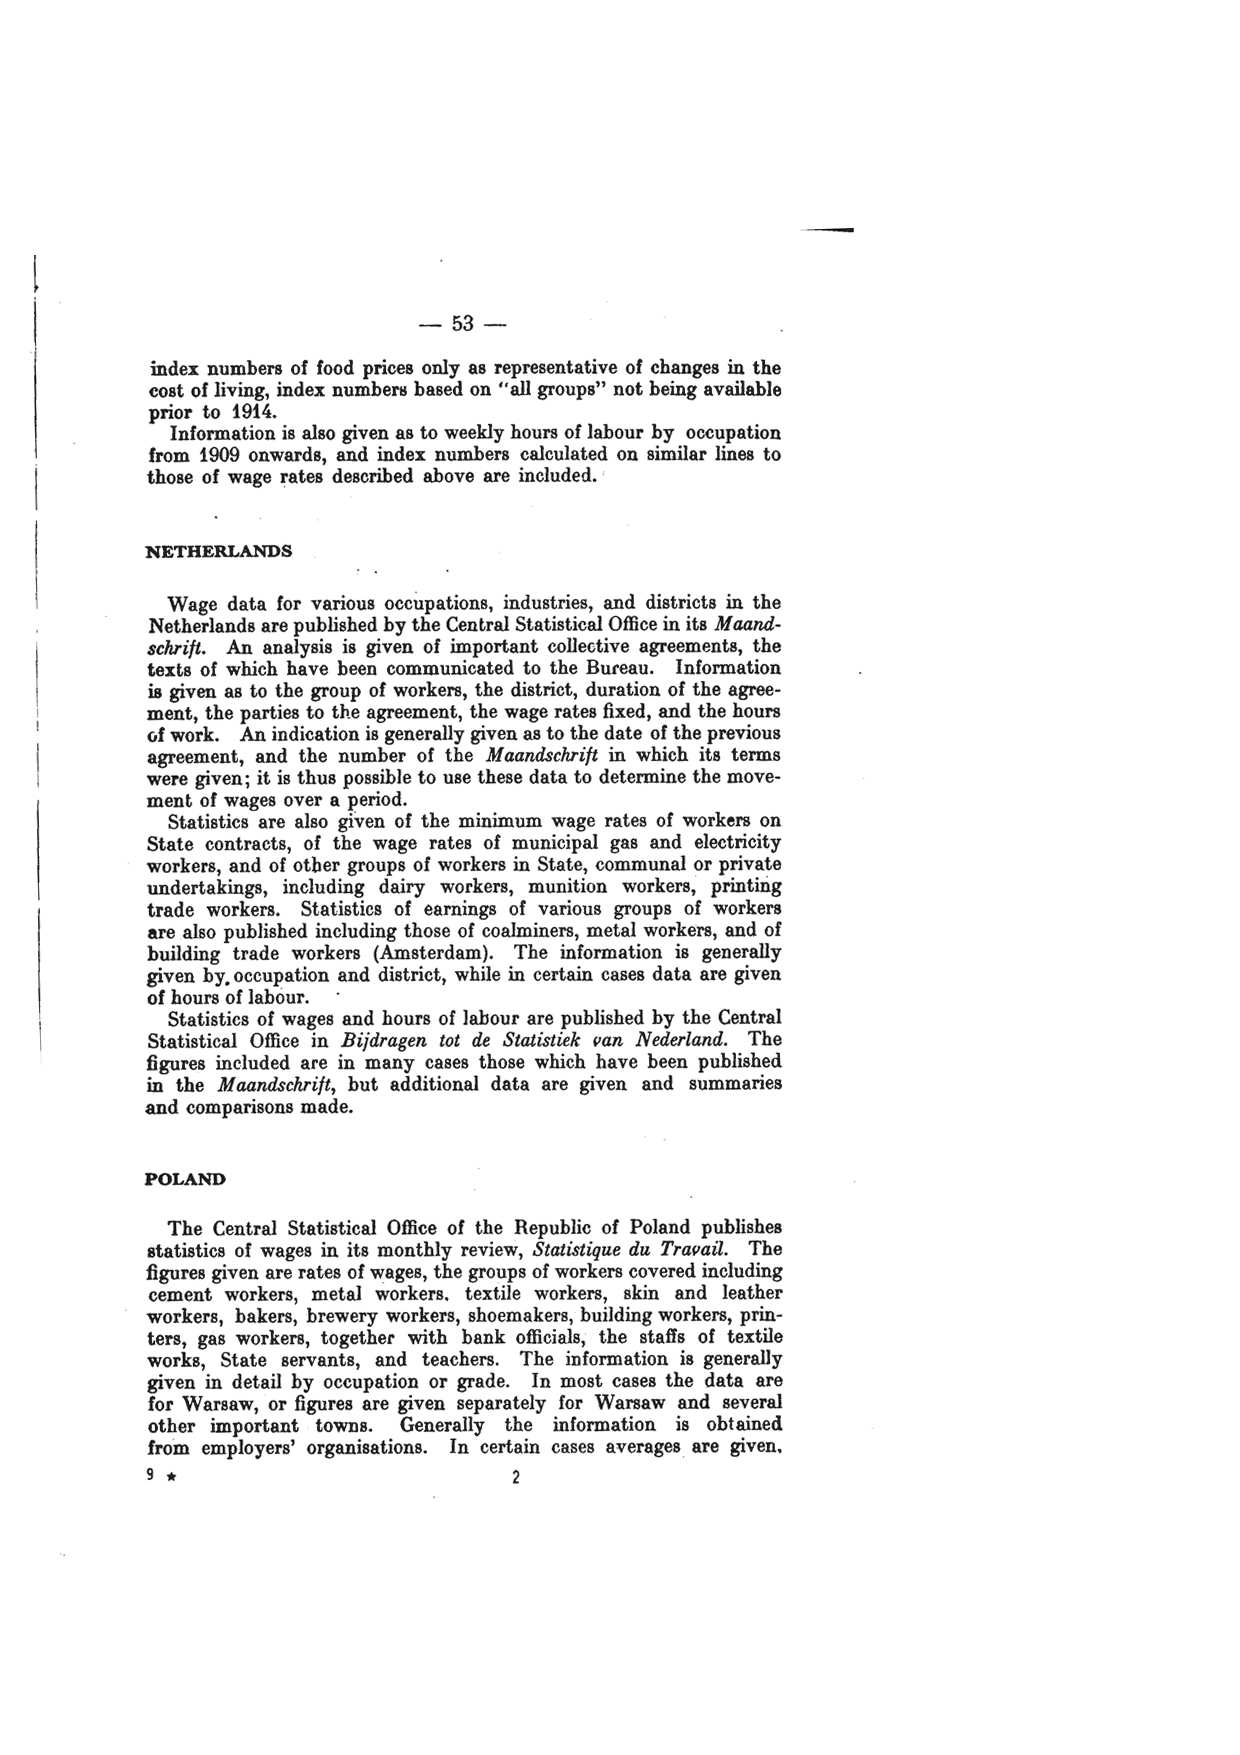 — 53 —
index numbers of food prices only as representative of changes in the
cost of living, index numbers based on "all groups" not being available
prior to 1914.
Information is also given as to weekly hours of labour by occupation
from 1909 onwards, and index numbers calculated on similar lines to
those of wage rates described above are included.
NETHERLANDS
Wage data for various occupations, industries, and districts in the
Netherlands are published by the Central Statistical Office in its Maand-
schrift. An analysis is given of important collective agreements, the
texts of which have been communicated to the Bureau. Information
is given as to the group of workers, the district, duration of the agree-
ment, the parties to the agreement, the wage rates fixed, and the hours
of work. An indication is generally given as to the date of the previous
agreement, and the number of the Maandschrift in which its terms
were given; it is thus possible to use these data to determine the move-
ment of wages over a period.
Statistics are also given of the minimum wage rates of workers on
State contracts, of the wage rates of municipal gas and electricity
workers, and of other groups of workers in State, communal or private
undertakings, including dairy workers, munition workers, printing
trade workers. Statistics of earnings of various groups of workers
are also published including those of coalminers, metal workers, and of
building trade workers (Amsterdam). The information is generally
given by occupation and district, while in certain cases data are given
of hours of labour.
Statistics of wages and hours of labour are published by the Central
Statistical Office in Bijdragen tot de Statistiek van Nederland. The
figures included are in many cases those which have been published
in the Maandschrift, but additional data are given and summaries
and comparisons made.
POLAND
The Central Statistical Office of the Republic of Poland publishes
statistics of wages in its monthly review, Statistique du Travail. The
figures given are rates of wages, the groups of workers covered including
cement workers, metal workers, textile workers, skin and leather
workers, bakers, brewery workers, shoemakers, building workers, prin-
ters, gas workers, together with bank officials, the staffs of textile
works, State servants, and teachers. The information is generally
given in detail by occupation or grade. In most cases the data are
for Warsaw, or figures are given separately for Warsaw and several
other important towns. Generally the information is obtained
from employers' organisations. In certain cases averages are given,
9 ★ 2